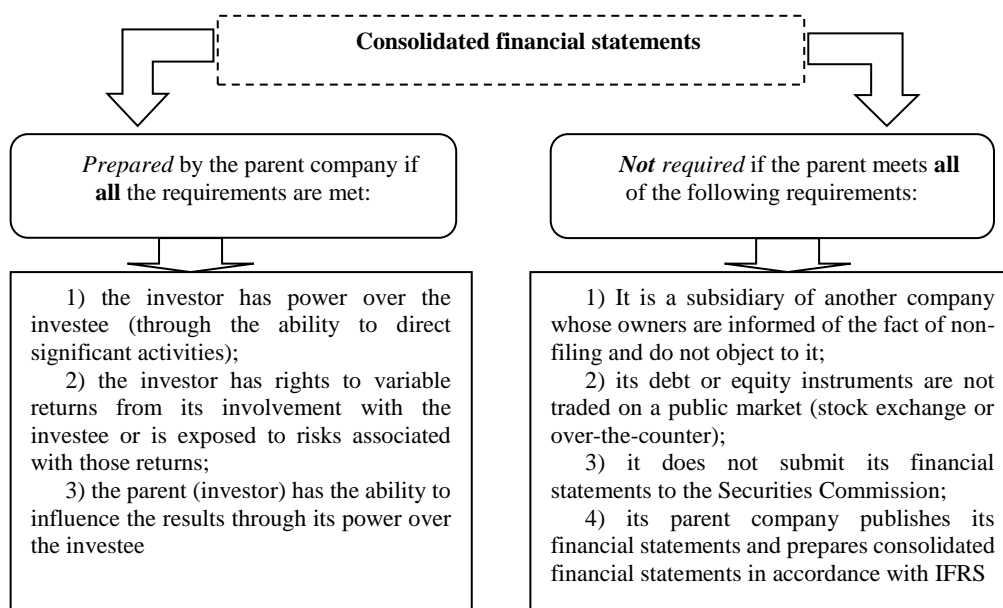 Consolidated financial statements
Prepared by the parent company if
all the requirements are met:
Not required if the parent meets all
of the following requirements:
1) the investor has power over the
investee (through the ability to direct
significant activities);
2) the investor has rights to variable
returns from its involvement with the
investee or is exposed to risks associated
with those returns;
3) the parent (investor) has the ability to
influence the results through its power over
the investee
1) It is a subsidiary of another company
whose owners are informed of the fact of non-
filing and do not object to it;
2) its debt or equity instruments are not
traded on a public market (stock exchange or
over-the-counter);
3) it does not submit its financial
statements to the Securities Commission;
4) its parent company publishes its
financial statements and prepares consolidated
financial statements in accordance with IFRS